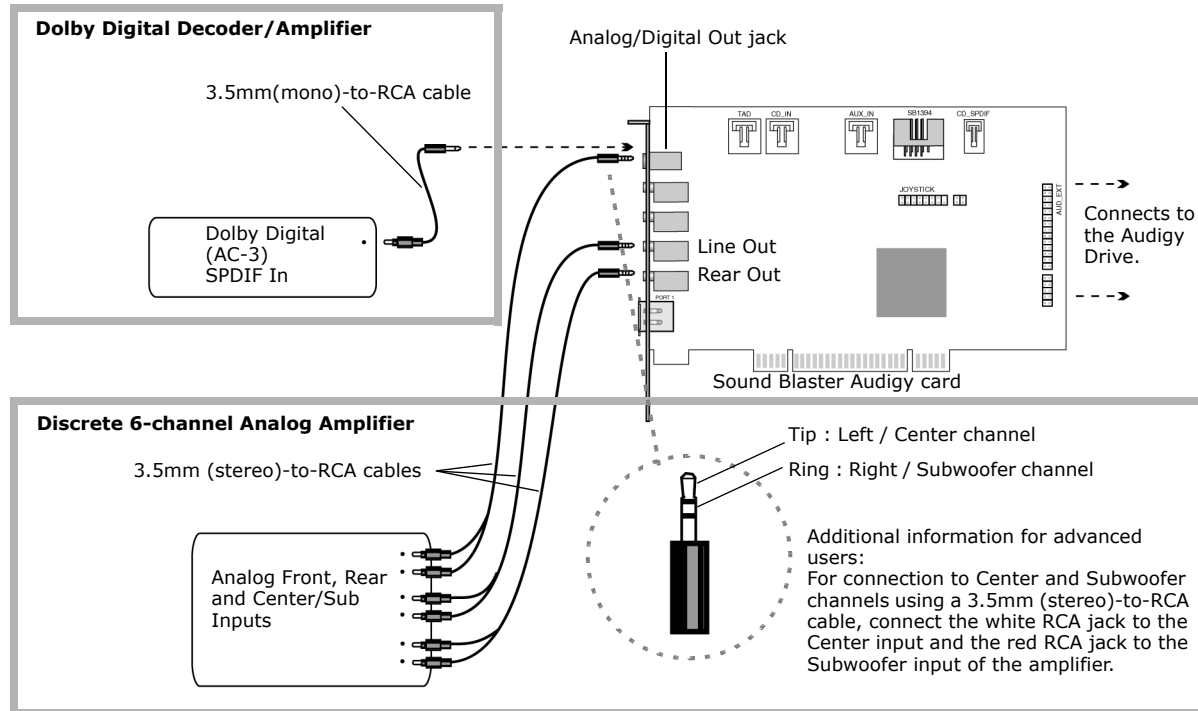 Dolby Digital Decoder/Amplifier
Analog/Digital Out jack
3.5mm(mono)-to-RCA cable
TAD
CD_IN
AUX_IN
SB1394
CD_SPDIF
JOYSTICK
AUD_EXT
Connects to
the Audigy
Drive.
Dolby Digital
(AC-3)
SPDIF In
Line Out
Rear Out
PORT 1
Sound Blaster Audigy card
Discrete 6-channel Analog Amplifier
3.5mm (stereo)-to-RCA cables
Tip : Left / Center channel
Ring : Right / Subwoofer channel
Analog Front, Rear
and Center/Sub
Inputs
Additional information for advanced
users:
For connection to Center and Subwoofer
channels using a 3.5mm (stereo)-to-RCA
cable, connect the white RCA jack to the
Center input and the red RCA jack to the
Subwoofer input of the amplifier.